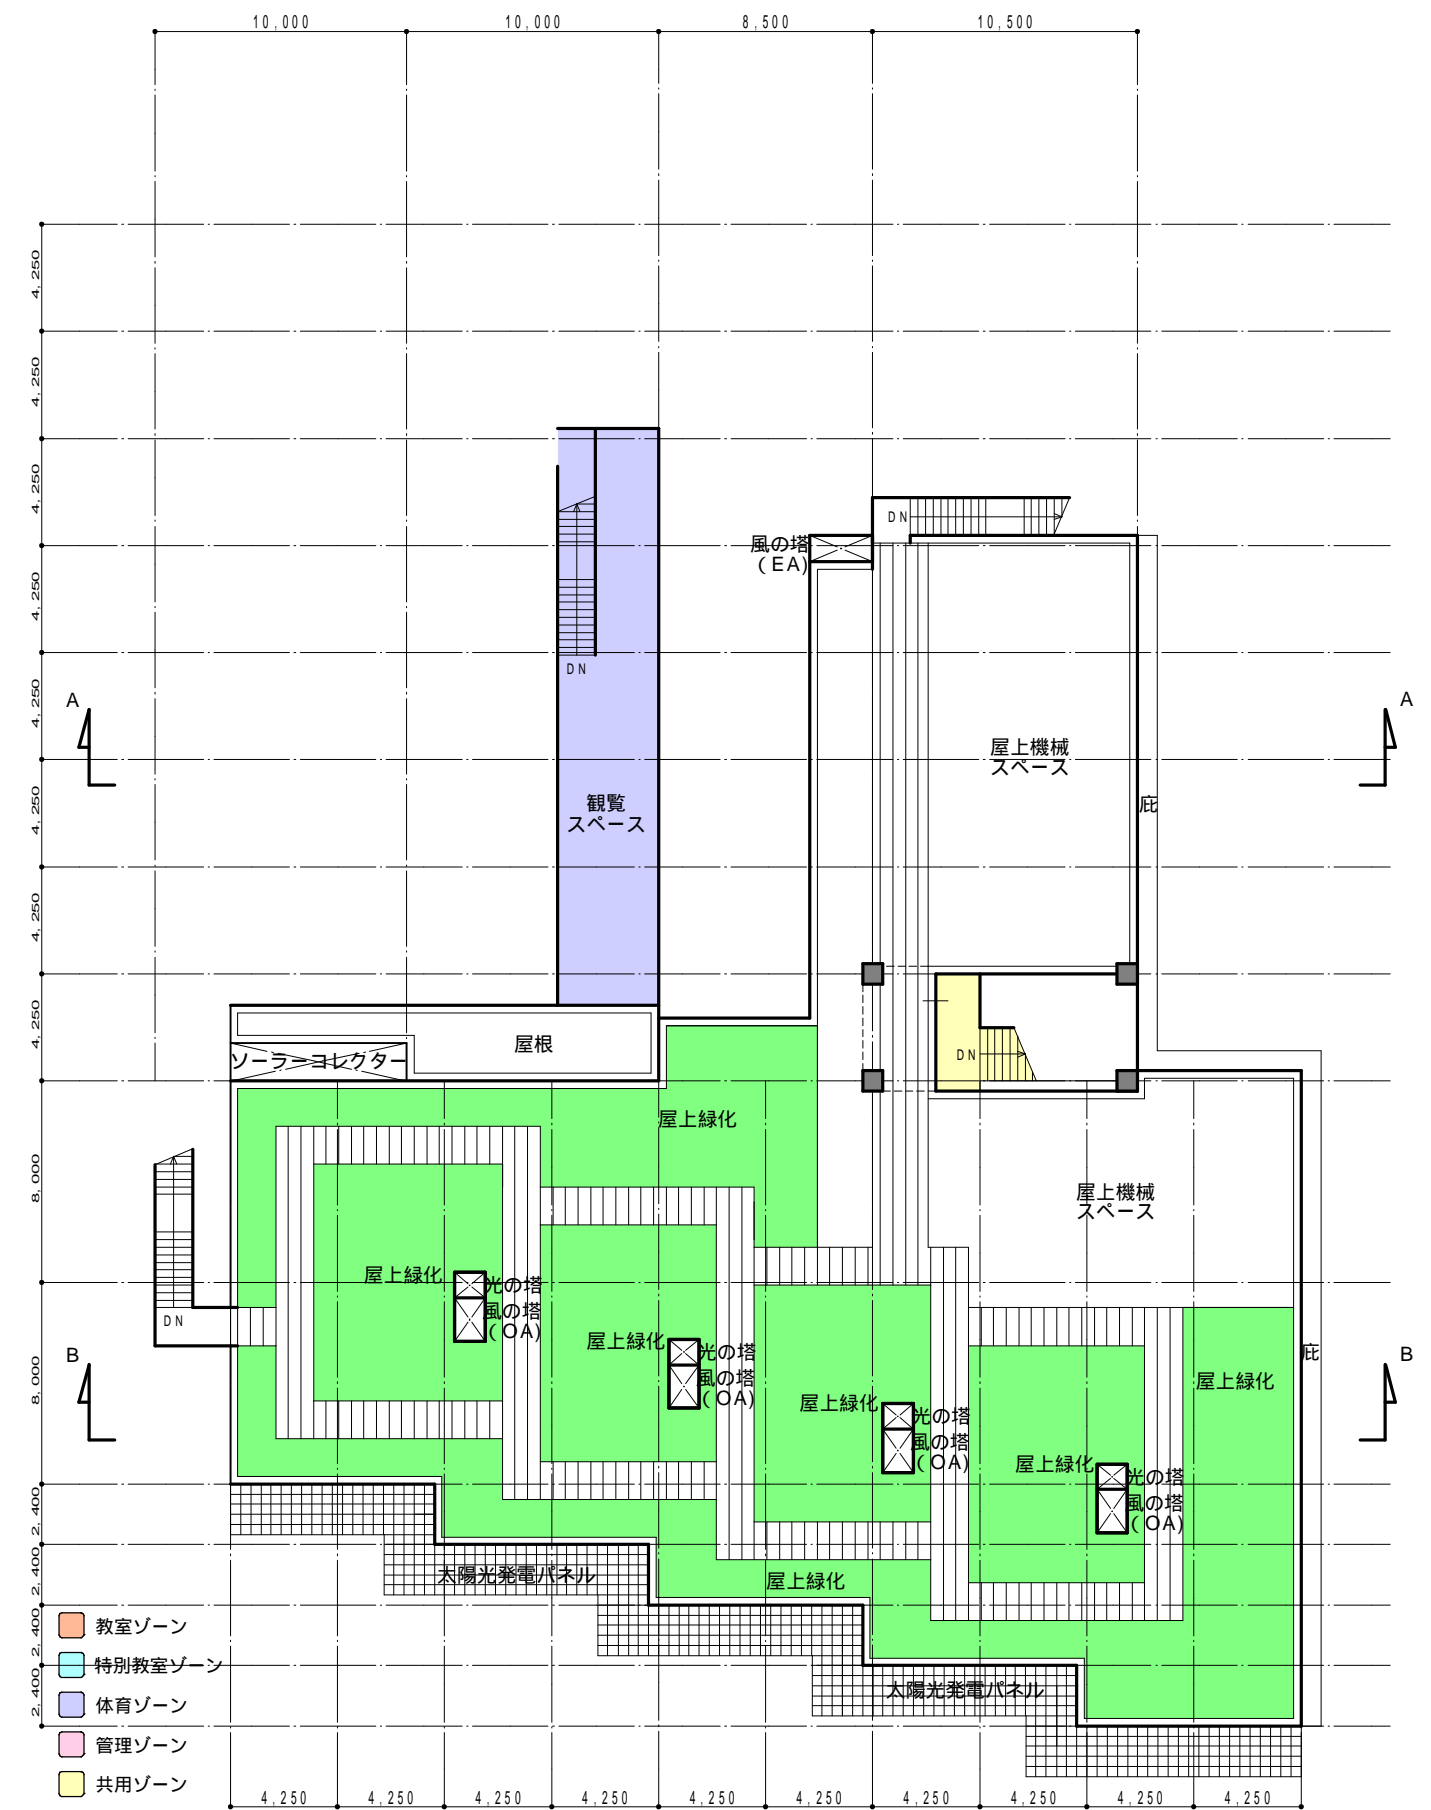 10,000
10,000
8,500
10,500
4,250
4,250
4,250
4,250
4,250
4,250
4,250
4,250
8,000
8,000
2,400
2,400
2,400
2,400
DN
風の塔
(EA)
DN
A
A
屋上機械
スペース
観覧
スペース
庇
屋根
ソーラーコレクター
DN
屋上緑化
屋上機械
スペース
DN
屋上緑化
光の塔
風の塔
(OA)
屋上緑化
光の塔
風の塔
(OA)
B
B
庇
屋上緑化
屋上緑化
光の塔
風の塔
(OA)
屋上緑化
光の塔
風の塔
(OA)
太陽光発電パネル
屋上緑化
太陽光発電パネル
教室ゾーン
特別教室ゾーン
体育ゾーン
管理ゾーン
共用ゾーン
4,250
4,250
4,250
4,250
4,250
4,250
4,250
4,250
4,250
4,250